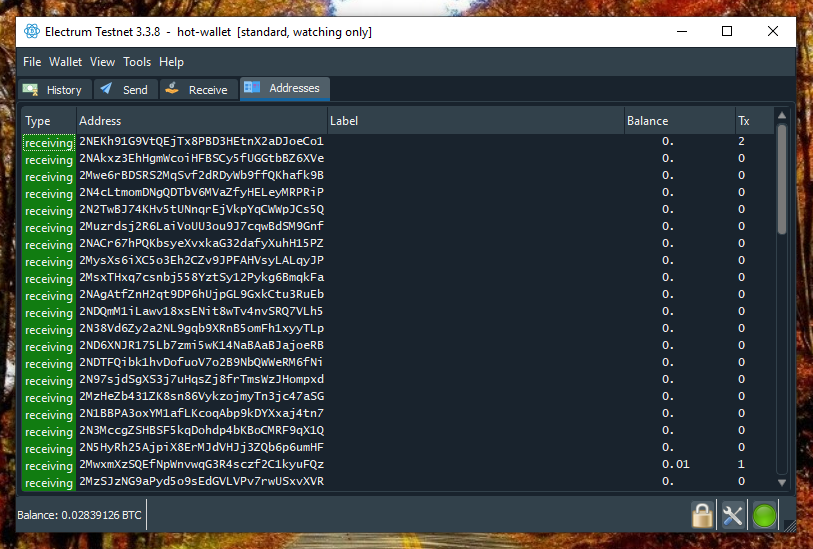 Electrum Testnet 3.3.8 - hot-wallet [standard, watching only]
File Wallet View Tools Help
History Send Receive Addresses
Type Address Label Balance Tx
receiving 2NEKh91G9VtQEjTx8PBD3HEtnX2aDJoeCo1 0. 2
receiving 2NAkxz3EhHgmWcoiHFBSCy5fUGGtbBZ6XVe 0. 0
receiving 2Mwe6rBDSRS2MqSvf2dRDyWb9ffQKhafk9B 0. 0
receiving 2N4cLtmomDNgQDTbV6MVaZfyHELeyMRPRiP 0. 0
receiving 2N2TwBJ74KHv5tUNnqrEjVkpYqCWWpJCs5Q 0. 0
receiving 2Muzrdsj2R6LaiVoUU3ou9J7cqwBdSM9Gnf 0. 0
receiving 2NACr67hPQKbsyeXvxkaG32dafyXuhH15PZ 0. 0
receiving 2MysXs6iXC5o3Eh2CZv9JPFAHVsyLALqyJP 0. 0
receiving 2MsxTHxq7csnbj558YztSy12Pykg6BmqkFa 0. 0
receiving 2NAgAtfZnH2qt9DP6hUjpGL9GxkCtu3RuEb 0. 0
receiving 2NDQmM1iLawv18xsENit8wTv4nvSRQ7VLh5 0. 0
receiving 2N38Vd6Zy2a2NL9gqb9XRnB5omFh1xyyTLp 0. 0
receiving 2ND6XNJR175Lb7zmi5wK14NaBAaBJajoeRB 0. 0
receiving 2NDTFQibk1hvDofuoV7o2B9NbQWWeRM6fNi 0. 0
receiving 2N97sjdSgXS3j7uHqsZj8frTmsWzJHompxd 0. 0
receiving 2MzHeZb431ZK8sn86VykzojmyTn3jc47aSG 0. 0
receiving 2N1BBPA3oxYM1afLKcoqAbp9kDYXxaj4tn7 0. 0
receiving 2N3MccgZSHBSF5kqDohdp4bKBoCMRF9qX1Q 0. 0
receiving 2N5HyRh25AjpiX8ErMJdVHJj3ZQb6p6umHF 0. 0
receiving 2MwxmXzSQEfNpWnvwqG3R4sczf2C1kyuFQz 0.01 1
receiving 2MzSJzNG9aPyd5o9sEdGVLVPv7rwUSxvXVR 0. 0
Balance: 0.02839126 BTC